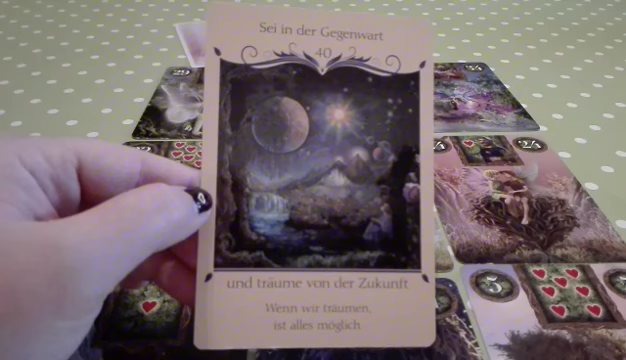 Sei in der Gegenwart
40
und träume von der Zukunft
Wenn wir träumen,
ist alles möglich